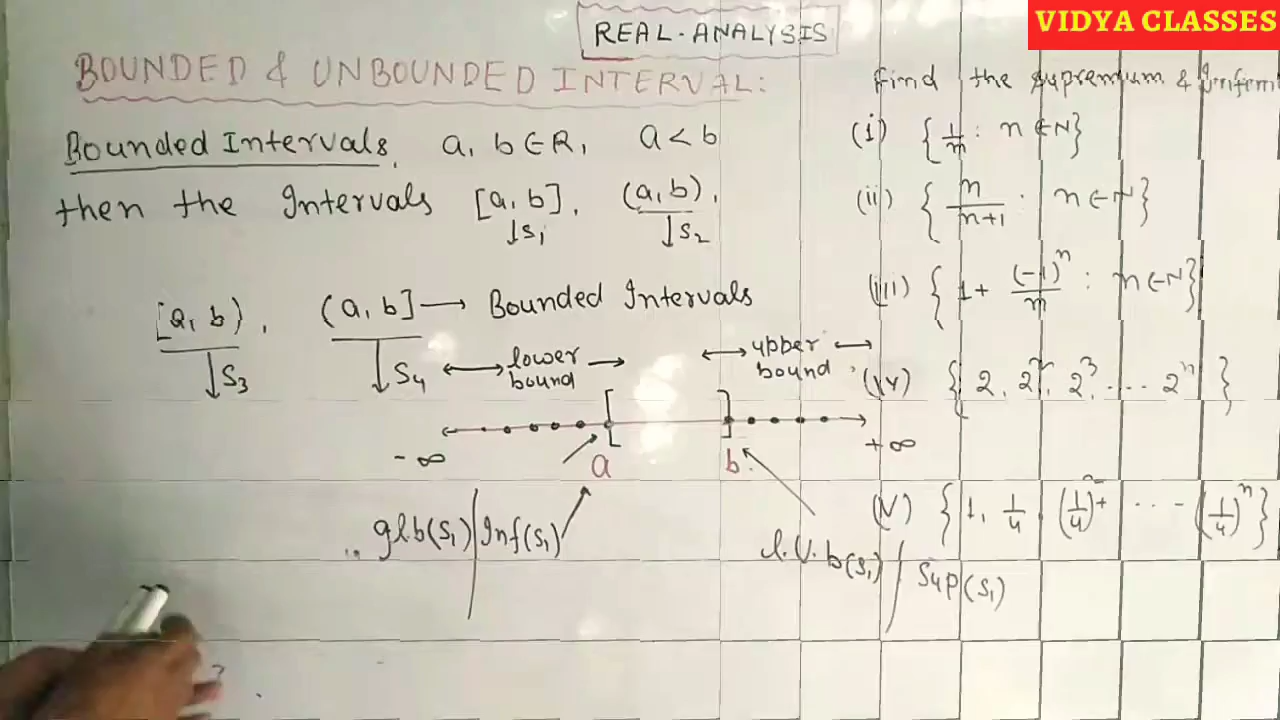 VIDYA CLASSES
REAL-ANALYSIS
BOUNDED & UNBOUNDED INTERVAL:
Bounded Intervals. a, b ∈ R, a < b
then the Intervals [a, b], (a, b),
↓S₁ ↓S₂
[a, b), (a, b] → Bounded Intervals
↓S₃ ↓S₄
lower bound
upber bound
- ∞ a b. + ∞
glb(S₁) | Inf(S₁)
l.U.b(S₁) / Sup(S₁)
Find the supremum &
(i) {1/n : n ∈ N}
(ii) {n/n+1 : n ∈ N}
(iii) {1 + (-1)ⁿ/n : n ∈ N}
(iv) {2, 2², 2³, .... 2ⁿ}
(V) {1, 1/4, (1/4)² ... - (1/4)ⁿ}